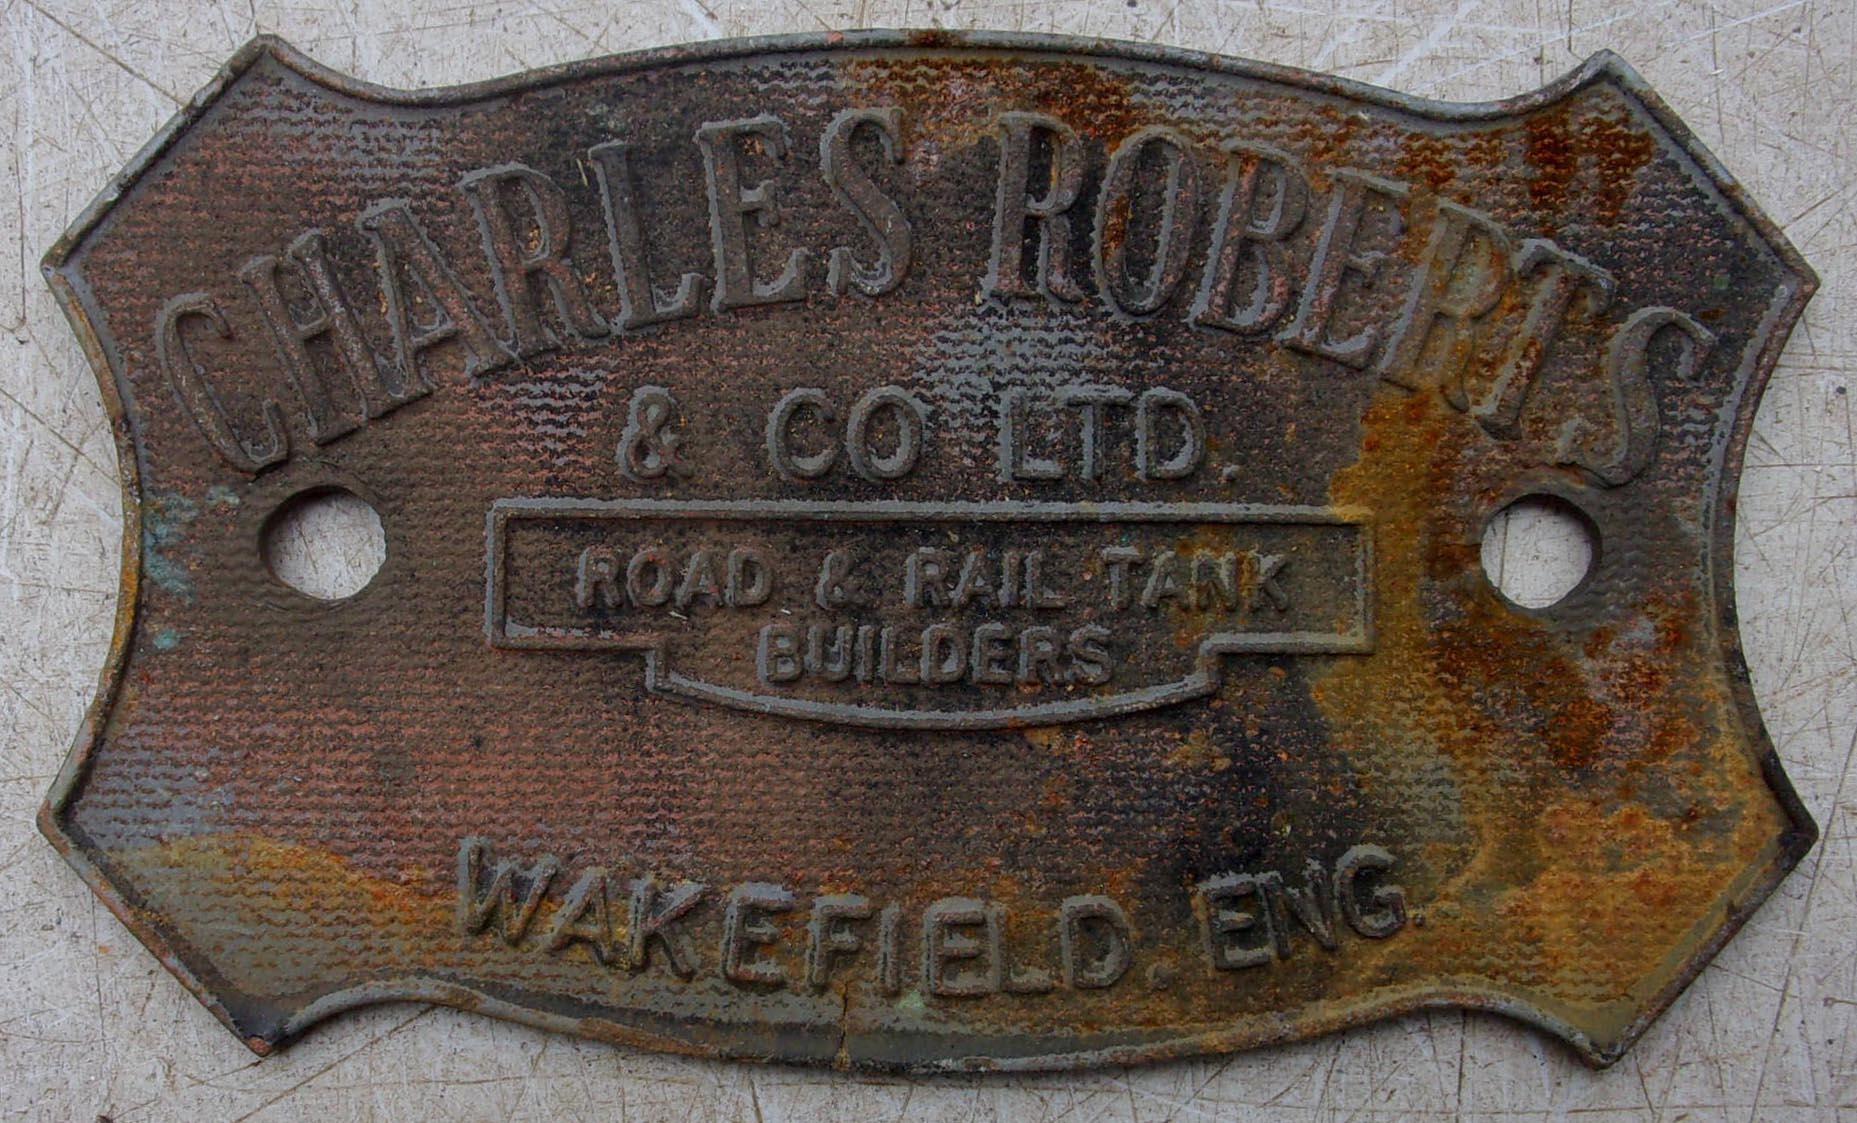 CHARLES ROBERTS
& CO LTD.
ROAD & RAIL TANK
BUILDERS
WAKEFIELD. ENG.